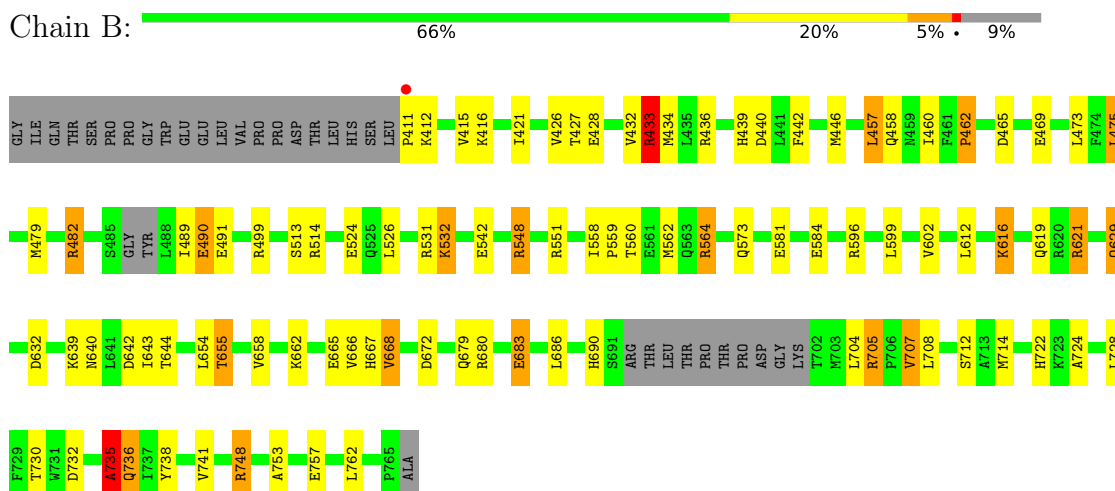 Chain B:
66% 20% 5% • 9%
GLY ILE GLN THR SER PRO PRO GLY TRP GLU GLU LEU VAL PRO PRO ASP THR LEU HIS SER LEU P411 K412 V415 K416 I421 V426 T427 E428 V432 R433 M434 L435 R436 H439 D440 L441 F442 M446 L457 Q458 N459 I460 F461 P462 D465 E469 L473 F474 L475
M479 R482 S485 GLY TYR L488 I489 E490 E491 R499 S513 R514 E524 Q525 L526 R531 K532 E542 R548 R551 I558 P559 T560 E561 M562 Q563 R564 Q573 E581 E584 R596 L599 V602 L612 K616 Q619 R620 R621
D632 K639 N640 L641 D642 I643 T644 L654 T655 V658 K662 E665 V666 H667 V668 D672 Q679 R680 E683 L686 H690 S691 ARG THR LEU THR PRO THR PRO ASP GLY LYS T702 M703 L704 R705 P706 V707 L708 S712 A713 M714 H722 K723 A724 L728
F729 T730 W731 D732 A735 Q736 I737 Y738 V741 R748 A753 E757 L762 P765 ALA